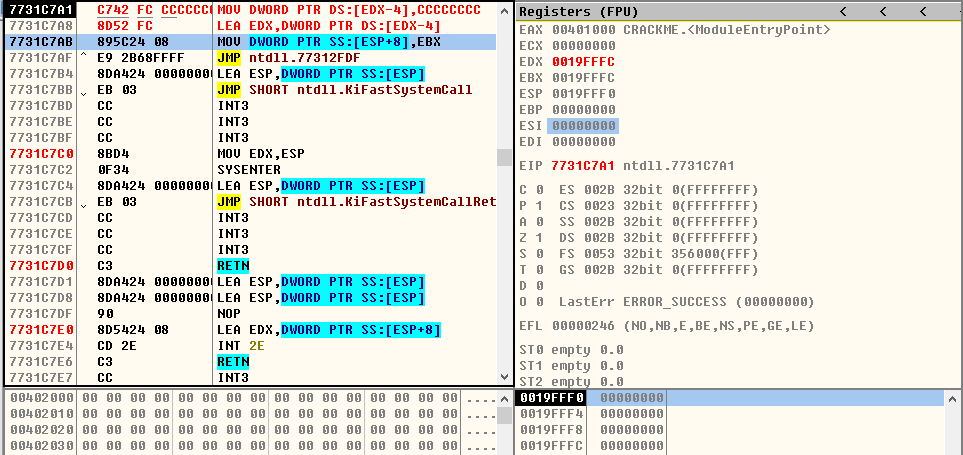 7731C7A1 C742 FC CCCCCCC MOV DWORD PTR DS:[EDX-4],CCCCCCCC
7731C7A8 8D52 FC LEA EDX,DWORD PTR DS:[EDX-4]
7731C7AB 895C24 08 MOV DWORD PTR SS:[ESP+8],EBX
7731C7AF ^ E9 2B68FFFF JMP ntdll.77312FDF
7731C7B4 8DA424 00000000 LEA ESP,DWORD PTR SS:[ESP]
7731C7BB ⌄ EB 03 JMP SHORT ntdll.KiFastSystemCall
7731C7BD CC INT3
7731C7BE CC INT3
7731C7BF CC INT3
7731C7C0 8BD4 MOV EDX,ESP
7731C7C2 0F34 SYSENTER
7731C7C4 8DA424 00000000 LEA ESP,DWORD PTR SS:[ESP]
7731C7CB ⌄ EB 03 JMP SHORT ntdll.KiFastSystemCallRet
7731C7CD CC INT3
7731C7CE CC INT3
7731C7CF CC INT3
7731C7D0 C3 RETN
7731C7D1 8DA424 00000000 LEA ESP,DWORD PTR SS:[ESP]
7731C7D8 8DA424 00000000 LEA ESP,DWORD PTR SS:[ESP]
7731C7DF 90 NOP
7731C7E0 8D5424 08 LEA EDX,DWORD PTR SS:[ESP+8]
7731C7E4 CD 2E INT 2E
7731C7E6 C3 RETN
7731C7E7 CC INT3
Registers (FPU) < < <
EAX 00401000 CRACKME.<ModuleEntryPoint>
ECX 00000000
EDX 0019FFFC
EBX 0019FFFC
ESP 0019FFF0
EBP 00000000
ESI 00000000
EDI 00000000
EIP 7731C7A1 ntdll.7731C7A1
C 0 ES 002B 32bit 0(FFFFFFFF)
P 1 CS 0023 32bit 0(FFFFFFFF)
A 0 SS 002B 32bit 0(FFFFFFFF)
Z 1 DS 002B 32bit 0(FFFFFFFF)
S 0 FS 0053 32bit 356000(FFF)
T 0 GS 002B 32bit 0(FFFFFFFF)
D 0
O 0 LastErr ERROR_SUCCESS (00000000)
EFL 00000246 (NO,NB,E,BE,NS,PE,GE,LE)
ST0 empty 0.0
ST1 empty 0.0
ST2 empty 0.0
00402000 00 00 00 00 00 00 00 00 00 00 00 00 00 00 00 00 ....
00402010 00 00 00 00 00 00 00 00 00 00 00 00 00 00 00 00 ....
00402020 00 00 00 00 00 00 00 00 00 00 00 00 00 00 00 00 ....
00402030 00 00 00 00 00 00 00 00 00 00 00 00 00 00 00 00 ....
0019FFF0 00000000
0019FFF4 00000000
0019FFF8 00000000
0019FFFC 00000000